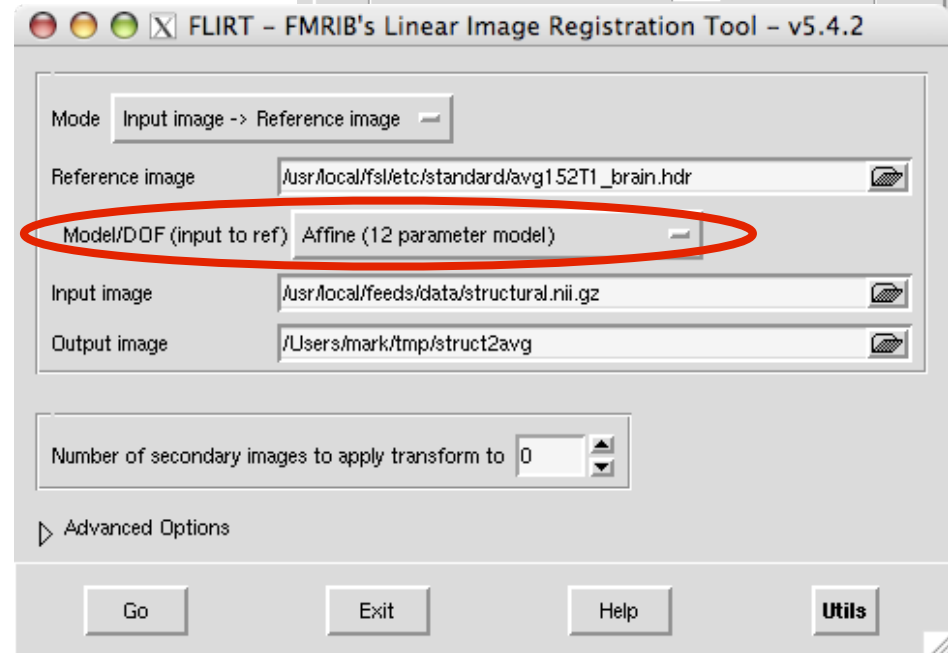 X FLIRT – FMRIB's Linear Image Registration Tool – v5.4.2
Mode Input image -> Reference image
Reference image /usr/local/fsl/etc/standard/avg152T1_brain.hdr
Model/DOF (input to ref) Affine (12 parameter model)
Input image /usr/local/feeds/data/structural.nii.gz
Output image /Users/mark/tmp/struct2avg
Number of secondary images to apply transform to 0
Advanced Options
Go Exit Help Utils